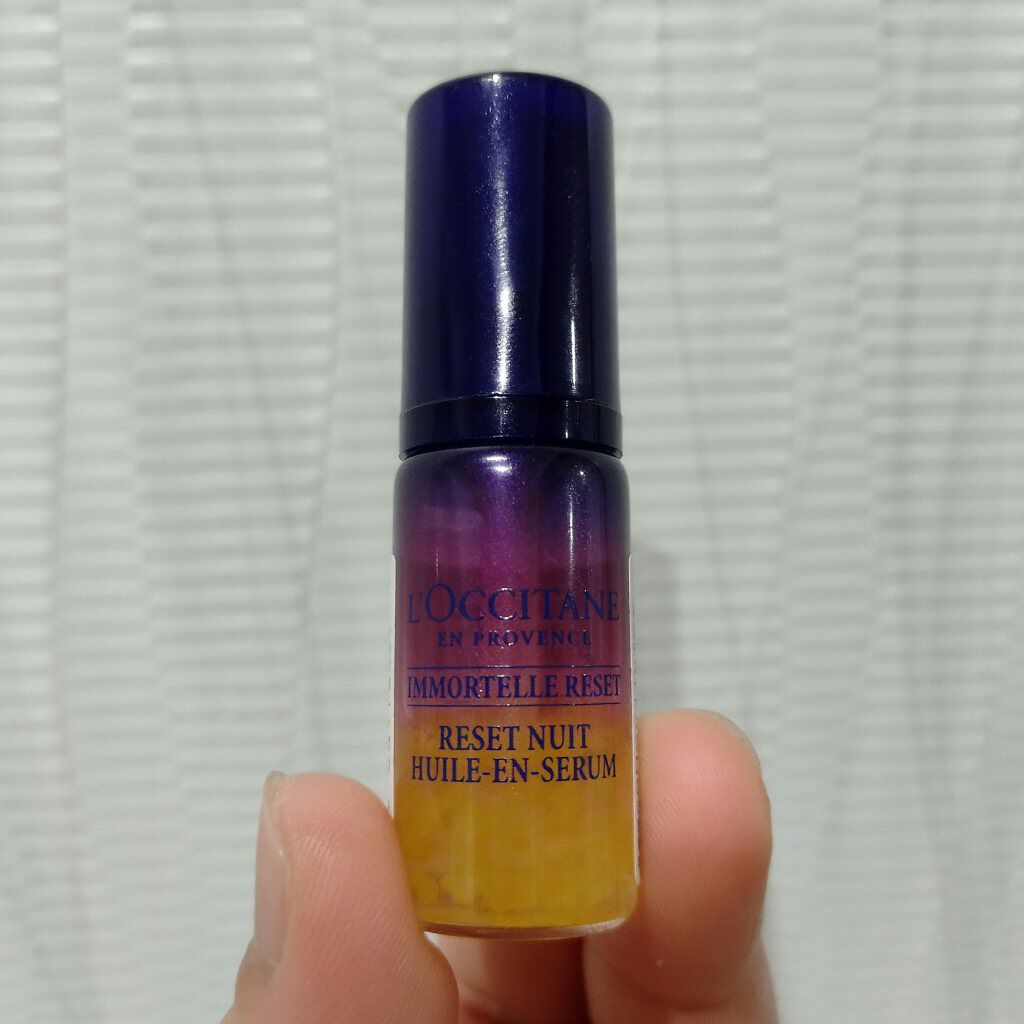 L'OCCITANE
EN PROVENCE
IMMORTELLE RESET
RESET NUIT
HUILE-EN-SERUM